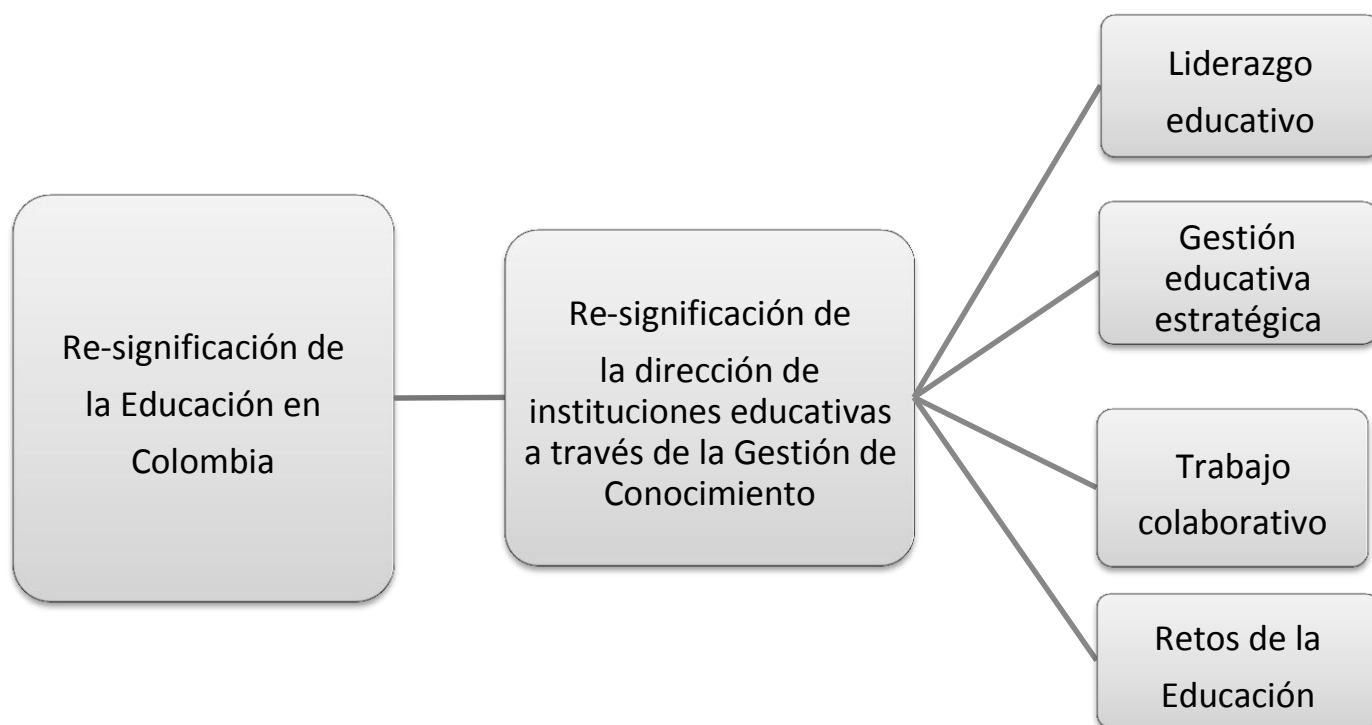 Re-significación de
la Educación en
Colombia
Re-significación de
la dirección de
instituciones educativas
a través de la Gestión de
Conocimiento
Liderazgo
educativo
Gestión
educativa
estratégica
Trabajo
colaborativo
Retos de la
Educación